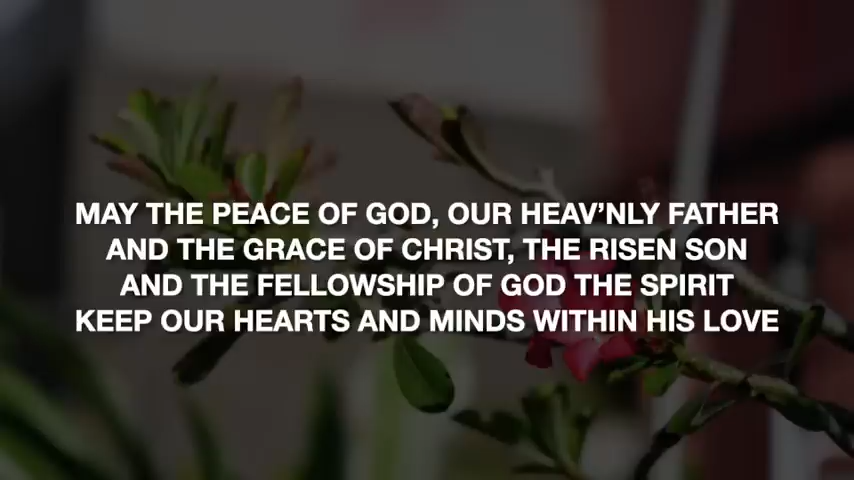 MAY THE PEACE OF GOD, OUR HEAV’NLY FATHER
AND THE GRACE OF CHRIST, THE RISEN SON
AND THE FELLOWSHIP OF GOD THE SPIRIT
KEEP OUR HEARTS AND MINDS WITHIN HIS LOVE